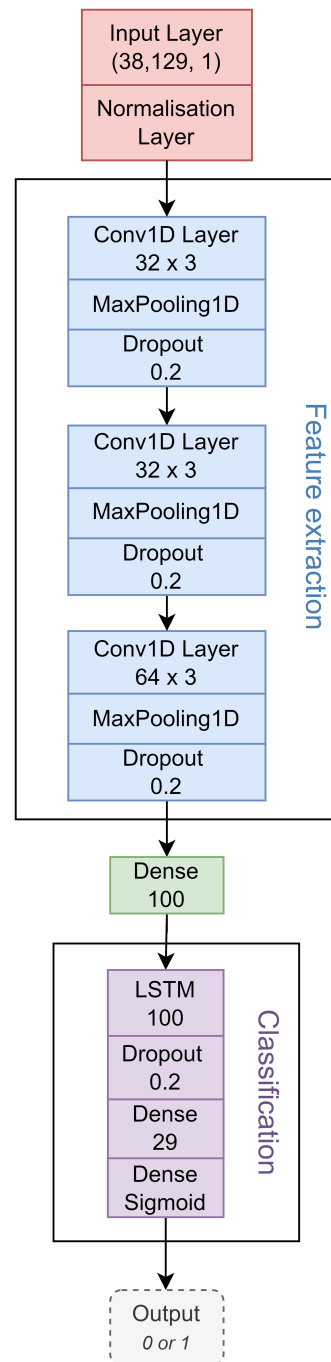 Input Layer
(38,129, 1)
Normalisation
Layer
Conv1D Layer
32 x 3
MaxPooling1D
Dropout
0.2
Conv1D Layer
32 x 3
MaxPooling1D
Dropout
0.2
Conv1D Layer
64 x 3
MaxPooling1D
Dropout
0.2
Feature extraction
Dense
100
LSTM
100
Dropout
0.2
Dense
29
Dense
Sigmoid
Classification
Output
0 or 1